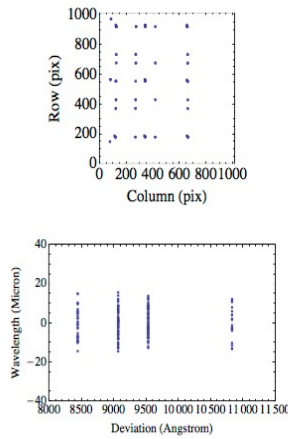 Row (pix)
1000
800
600
400
200
0
0 200 400 600 800 1000
Column (pix)
Wavelength (Micron)
40
20
0
−20
−40
8000 8500 9000 9500 10 000 10 500 11 000 11 500
Deviation (Angstrom)